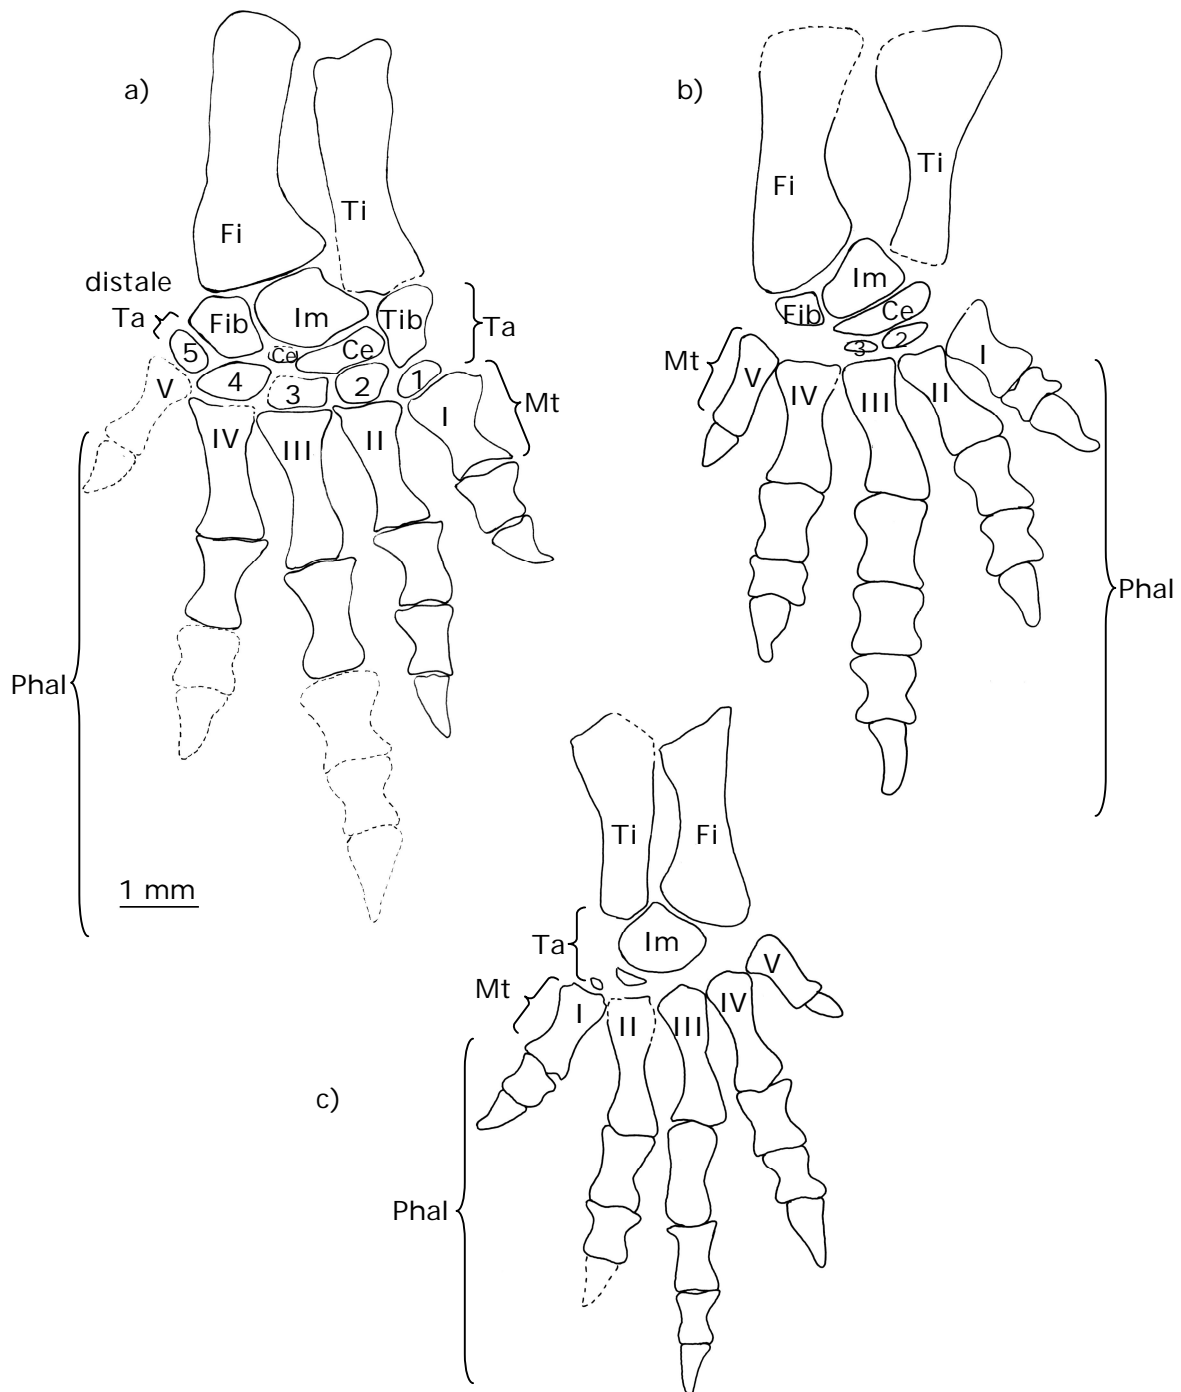 a)
Fi
Ti
distale
Ta
Fib
Im
Tib
Ta
Ce
Ce
5
4
3
2
1
V
IV
III
II
I
Mt
Phal
1 mm
b)
Fi
Ti
Im
Fib
Ce
2
3
Mt
V
IV
III
II
I
Phal
c)
Ti
Fi
Ta
Im
Mt
I
II
III
IV
V
Phal